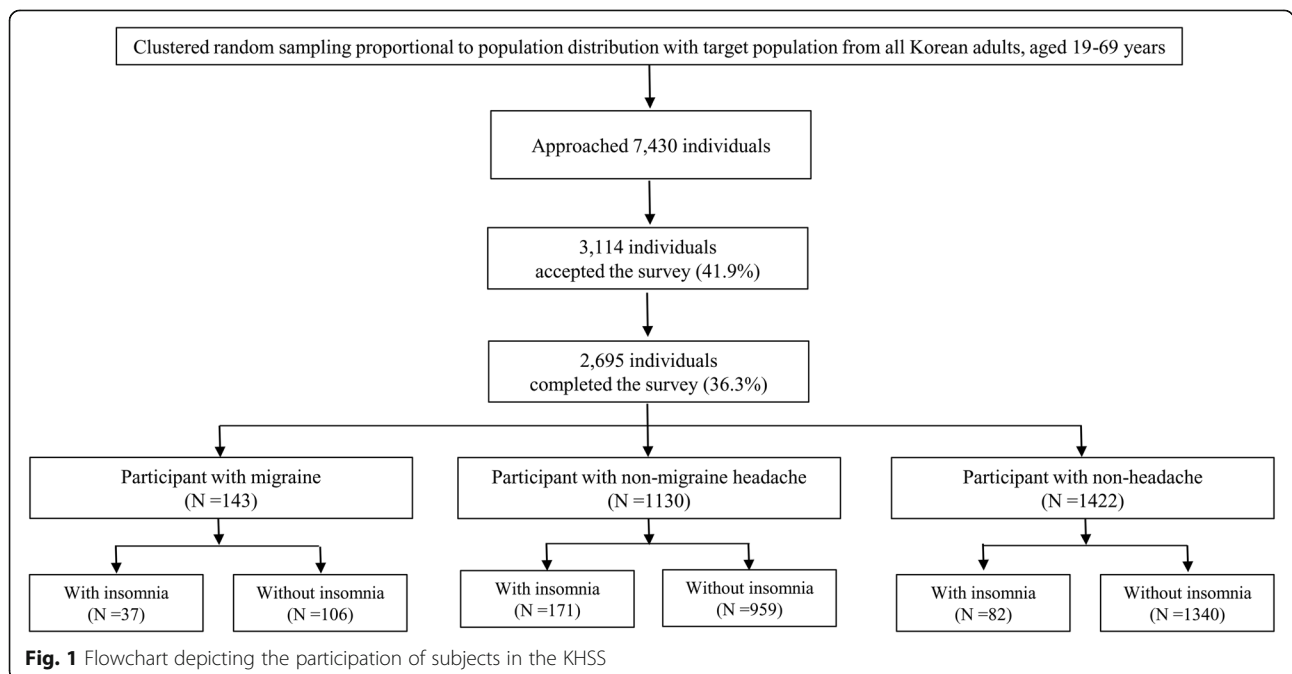 Clustered random sampling proportional to population distribution with target population from all Korean adults, aged 19-69 years
Approached 7,430 individuals
3,114 individuals
accepted the survey (41.9%)
2,695 individuals
completed the survey (36.3%)
Participant with migraine
(N =143)
Participant with non-migraine headache
(N =1130)
Participant with non-headache
(N =1422)
With insomnia
(N =37)
Without insomnia
(N =106)
With insomnia
(N =171)
Without insomnia
(N =959)
With insomnia
(N =82)
Without insomnia
(N =1340)
Fig. 1 Flowchart depicting the participation of subjects in the KHSS